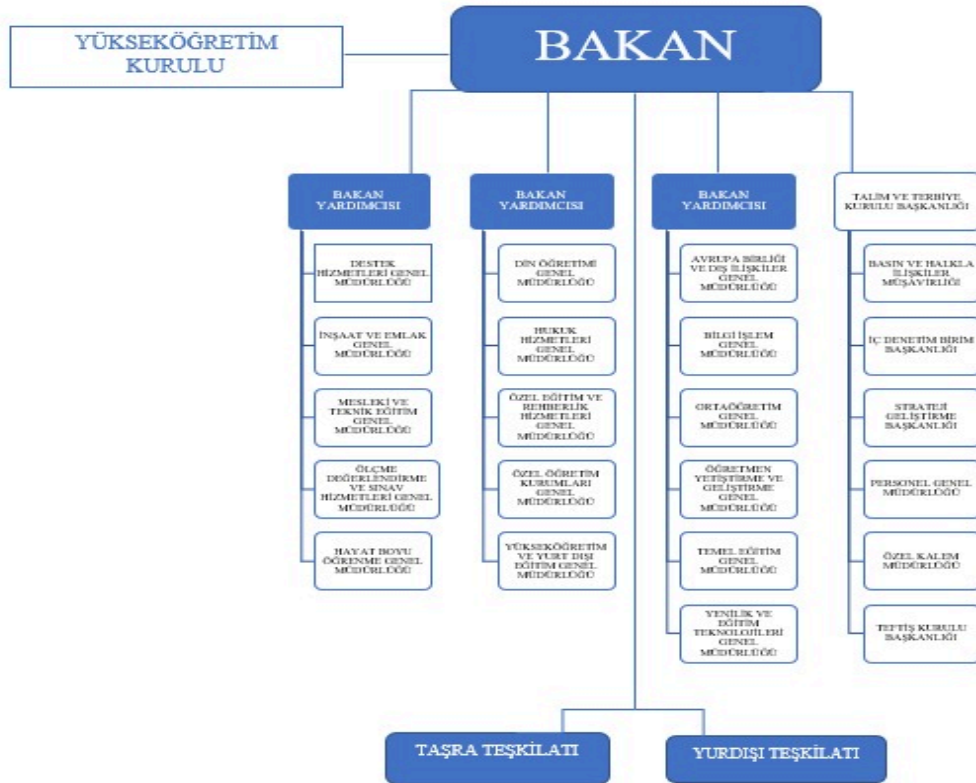 YÜKSEKÖĞRETİM
KURULU
BAKAN
BAKAN
YARDIMCISI
DESTEK
HİZMETLERİ GENEL
MÜDÜRLÜĞÜ
İNŞAAT VE EMLAK
GENEL
MÜDÜRLÜĞÜ
MESLEKİ VE
TEKNİK EĞİTİM
GENEL
MÜDÜRLÜĞÜ
ÖLÇME
DEĞERLENDİRME
VE SINAV
HİZMETLERİ GENEL
MÜDÜRLÜĞÜ
HAYAT BOYU
ÖĞRENME GENEL
MÜDÜRLÜĞÜ
BAKAN
YARDIMCISI
DİN ÖĞRETİMİ
GENEL
MÜDÜRLÜĞÜ
HUKUK
HİZMETLERİ
GENEL
MÜDÜRLÜĞÜ
ÖZEL EĞİTİM VE
REHBERLİK
HİZMETLERİ
GENEL
MÜDÜRLÜĞÜ
ÖZEL ÖĞRETİM
KURUMLARI
GENEL
MÜDÜRLÜĞÜ
YÜKSEKÖĞRETİM
VE YURT DIŞI
EĞİTİM GENEL
MÜDÜRLÜĞÜ
BAKAN
YARDIMCISI
AVRUPA BİRLİĞİ
VE DIŞ İLİŞKİLER
GENEL
MÜDÜRLÜĞÜ
BİLGİ İŞLEM
GENEL
MÜDÜRLÜĞÜ
ORTAÖĞRETİM
GENEL
MÜDÜRLÜĞÜ
ÖĞRETMEN
YETİŞTİRME VE
GELİŞTİRME
GENEL
MÜDÜRLÜĞÜ
TEMEL EĞİTİM
GENEL
MÜDÜRLÜĞÜ
YENİLİK VE
EĞİTİM
TEKNOLOJİLERİ
GENEL
MÜDÜRLÜĞÜ
TALİM VE TERBİYE
KURULU BAŞKANLIĞI
BASIN VE HALKLA
İLİŞKİLER
MÜŞAVİRLİĞİ
İÇ DENETİM BİRİM
BAŞKANLIĞI
STRATEJİ
GELİŞTİRME
BAŞKANLIĞI
PERSONEL GENEL
MÜDÜRLÜĞÜ
ÖZEL KALEM
MÜDÜRLÜĞÜ
TEFTİŞ KURULU
BAŞKANLIĞI
TAŞRA TEŞKİLATI
YURDIŞI TEŞKİLATI